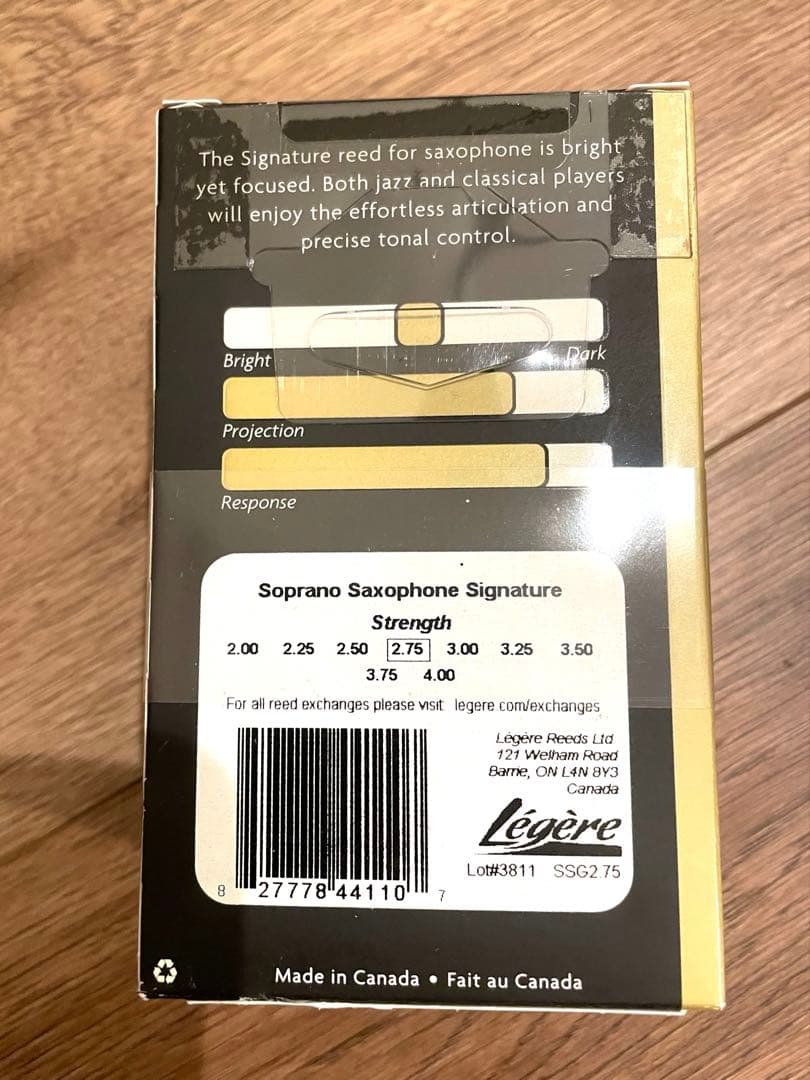 The Signature reed for saxophone is bright
yet focused. Both jazz and classical players
will enjoy the effortless articulation and
precise tonal control.
Bright Dark
Projection
Response
Soprano Saxophone Signature
Strength
2.00 2.25 2.50 2.75 3.00 3.25 3.50
3.75 4.00
For all reed exchanges please visit legere.com/exchanges
Légère Reeds Ltd
121 Welham Road
Barrie, ON L4N 8Y3
Canada
Légère
Lot#3811 SSG2.75
8 27778 44110 7
Made in Canada • Fait au Canada